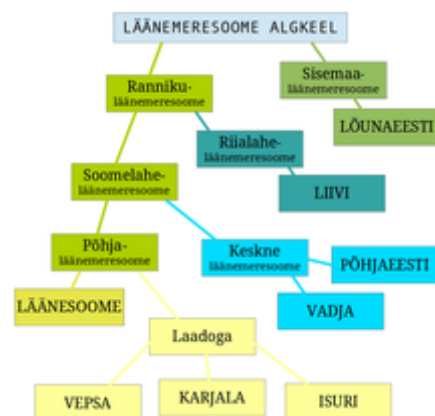 LÄÄNEMERESOOME ALGKEEL
Ranniku-
läänemeresoome
Sisemaa-
läänemeresoome
LÕUNAEESTI
Riialahe-
läänemeresoome
LIIVI
Soomelahe-
läänemeresoome
Põhja-
läänemeresoome
Keskne
läänemeresoome
PÕHJAEESTI
LÄÄNESOOME
VADJA
Laadoga
VEPSA
KARJALA
ISURI